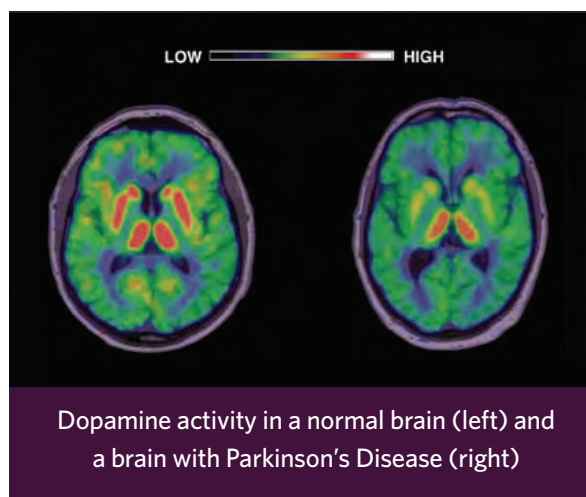 LOW HIGH
Dopamine activity in a normal brain (left) and
a brain with Parkinson’s Disease (right)